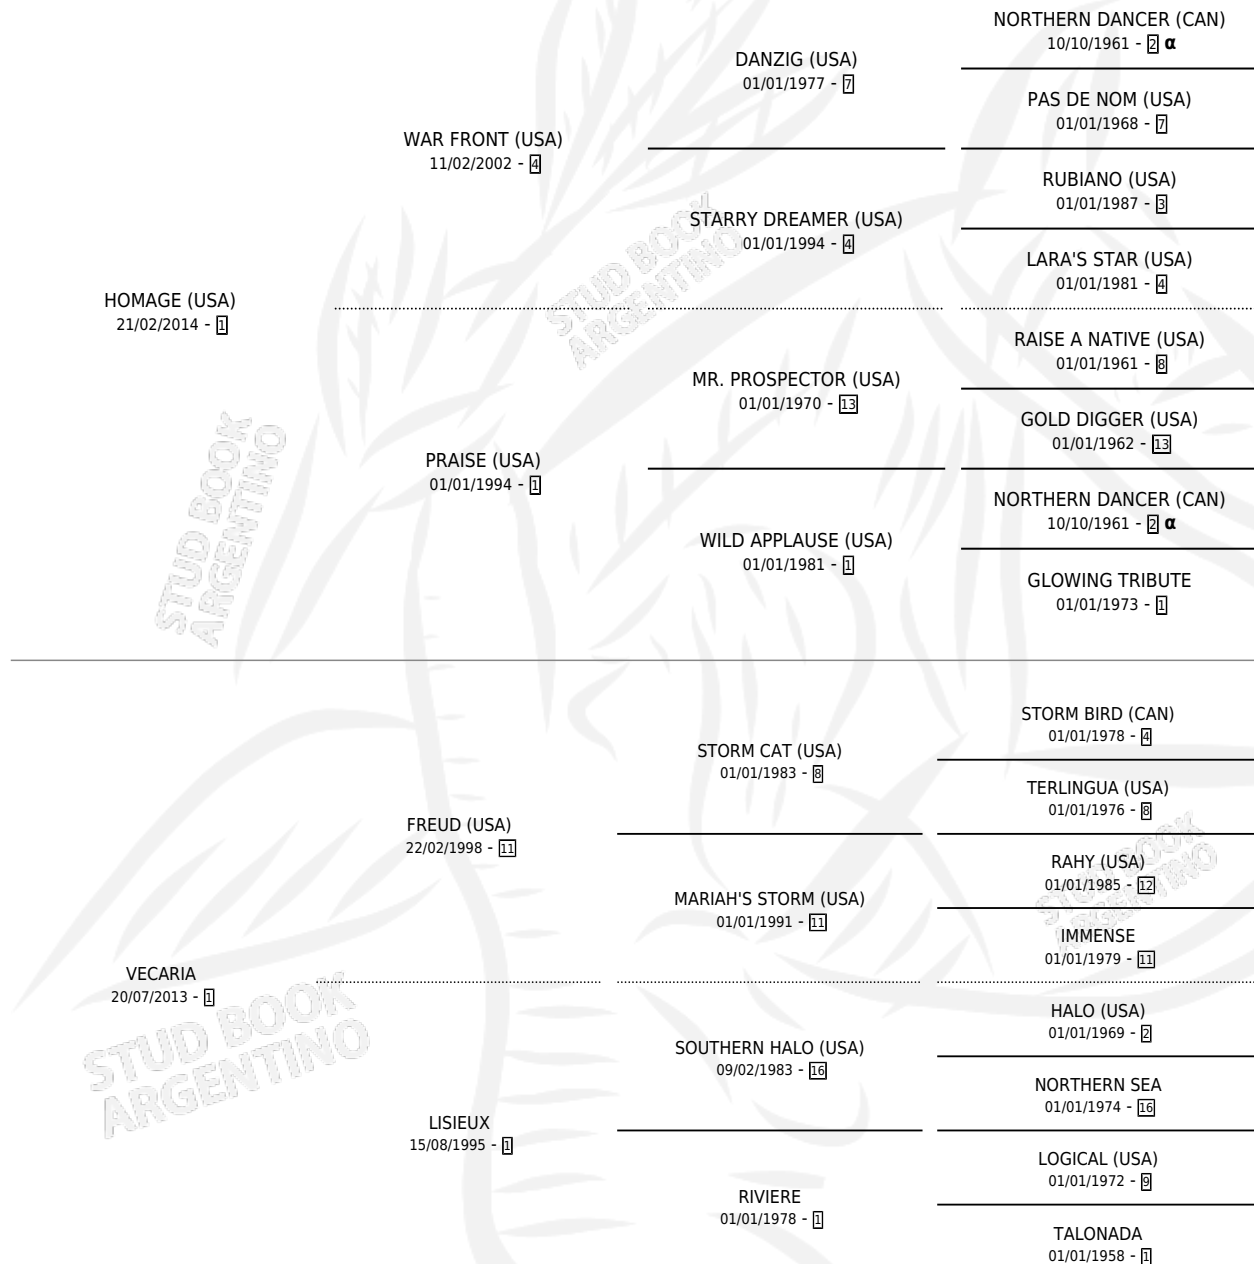 NORTHERN DANCER (CAN)
10/10/1961 - 2 α
DANZIG (USA)
01/01/1977 - 7
PAS DE NOM (USA)
01/01/1968 - 7
WAR FRONT (USA)
11/02/2002 - 4
RUBIANO (USA)
01/01/1987 - 3
STARRY DREAMER (USA)
01/01/1994 - 4
LARA'S STAR (USA)
01/01/1981 - 4
HOMAGE (USA)
21/02/2014 - 1
RAISE A NATIVE (USA)
01/01/1961 - 8
MR. PROSPECTOR (USA)
01/01/1970 - 13
GOLD DIGGER (USA)
01/01/1962 - 13
PRAISE (USA)
01/01/1994 - 1
NORTHERN DANCER (CAN)
10/10/1961 - 2 α
WILD APPLAUSE (USA)
01/01/1981 - 1
GLOWING TRIBUTE
01/01/1973 - 1
STORM BIRD (CAN)
01/01/1978 - 4
STORM CAT (USA)
01/01/1983 - 8
TERLINGUA (USA)
01/01/1976 - 8
FREUD (USA)
22/02/1998 - 11
RAHY (USA)
01/01/1985 - 12
MARIAH'S STORM (USA)
01/01/1991 - 11
IMMENSE
01/01/1979 - 11
VECARIA
20/07/2013 - 1
HALO (USA)
01/01/1969 - 2
SOUTHERN HALO (USA)
09/02/1983 - 16
NORTHERN SEA
01/01/1974 - 16
LISIEUX
15/08/1995 - 1
LOGICAL (USA)
01/01/1972 - 9
RIVIERE
01/01/1978 - 1
TALONADA
01/01/1958 - 1
STUD BOOK
ARGENTINO
STUD BOOK
ARGENTINO
STUD BOOK
ARGENTINO
STUD BOOK
ARGENTINO